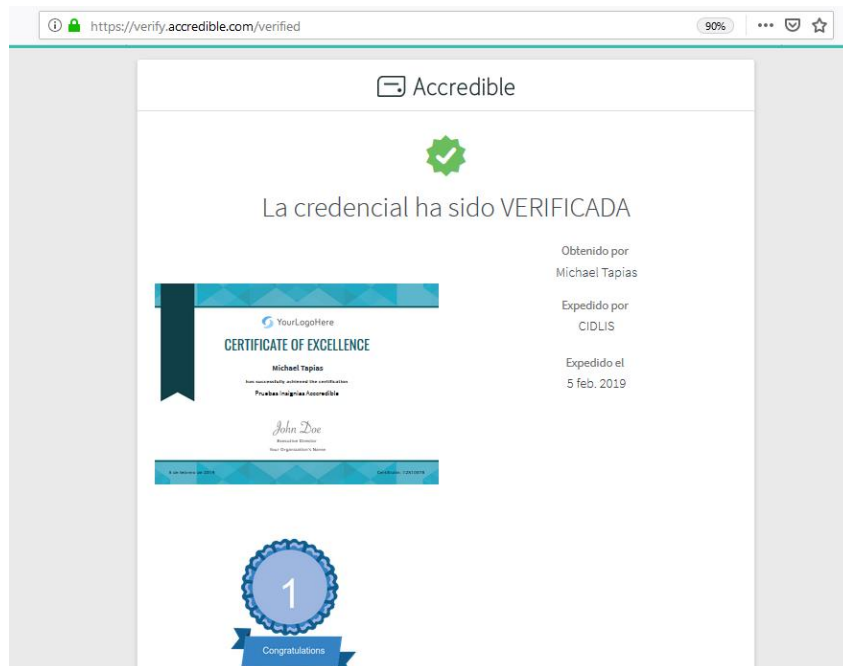 https://verify.accredible.com/verified
90%
Accredible
La credencial ha sido VERIFICADA
Obtenido por
Michael Tapias
Expedido por
CIDLIS
Expedido el
5 feb. 2019
YourLogoHere
CERTIFICATE OF EXCELLENCE
Michael Tapias
has successfully achieved the certification
Pruebas Insignias Accredible
John Doe
Executive Director
Your Organization's Name
1
Congratulations